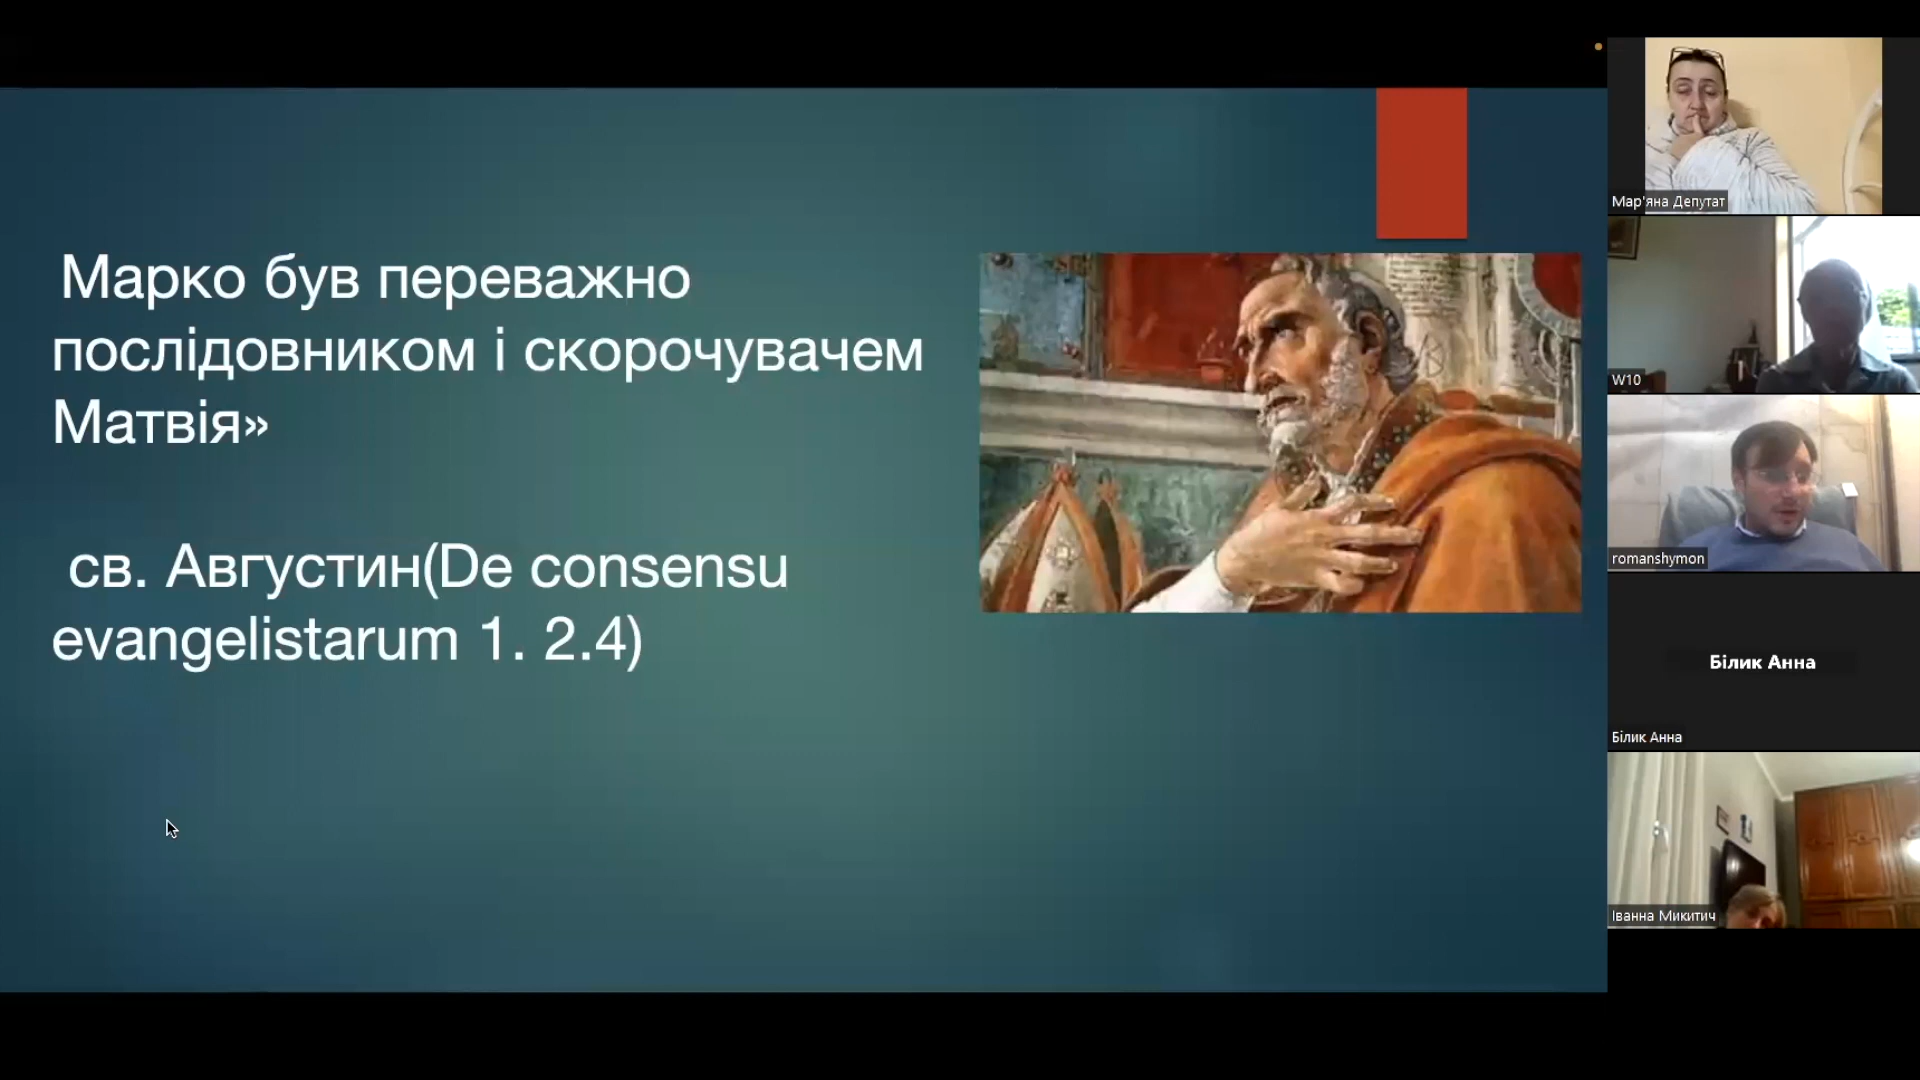 Марко був переважно
послідовником і скорочувачем
Матвія»
св. Августин(De consensu
evangelistarum 1. 2.4)
Мар'яна Депутат
W10
romanshymon
Білик Анна
Білик Анна
Іванна Микитич